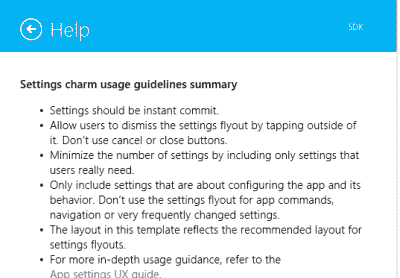 Help
SDK
Settings charm usage guidelines summary
• Settings should be instant commit.
• Allow users to dismiss the settings flyout by tapping outside of
it. Don't use cancel or close buttons.
• Minimize the number of settings by including only settings that
users really need.
• Only include settings that are about configuring the app and its
behavior. Don't use the settings flyout for app commands,
navigation or very frequently changed settings.
• The layout in this template reflects the recommended layout for
settings flyouts.
• For more in-depth usage guidance, refer to the
App settings UX guide.